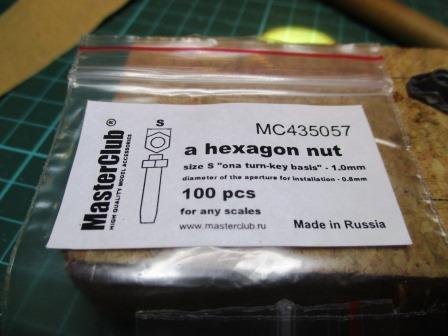 MasterClub®
HIGH QUALITY MODEL ACCESSORIES
S
MC435057
a hexagon nut
size S "ona turn-key basis" - 1.0mm
diameter of the aperture for installation - 0.8mm
100 pcs
for any scales
www.masterclub.ru
Made in Russia